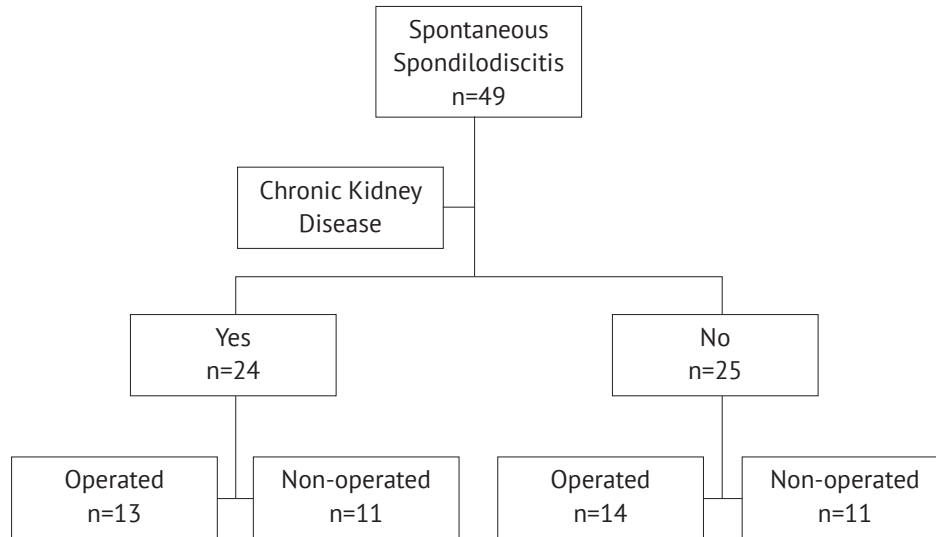 Spontaneous
Spondilodiscitis
n=49
Chronic Kidney
Disease
Yes
n=24
No
n=25
Operated
n=13
Non-operated
n=11
Operated
n=14
Non-operated
n=11